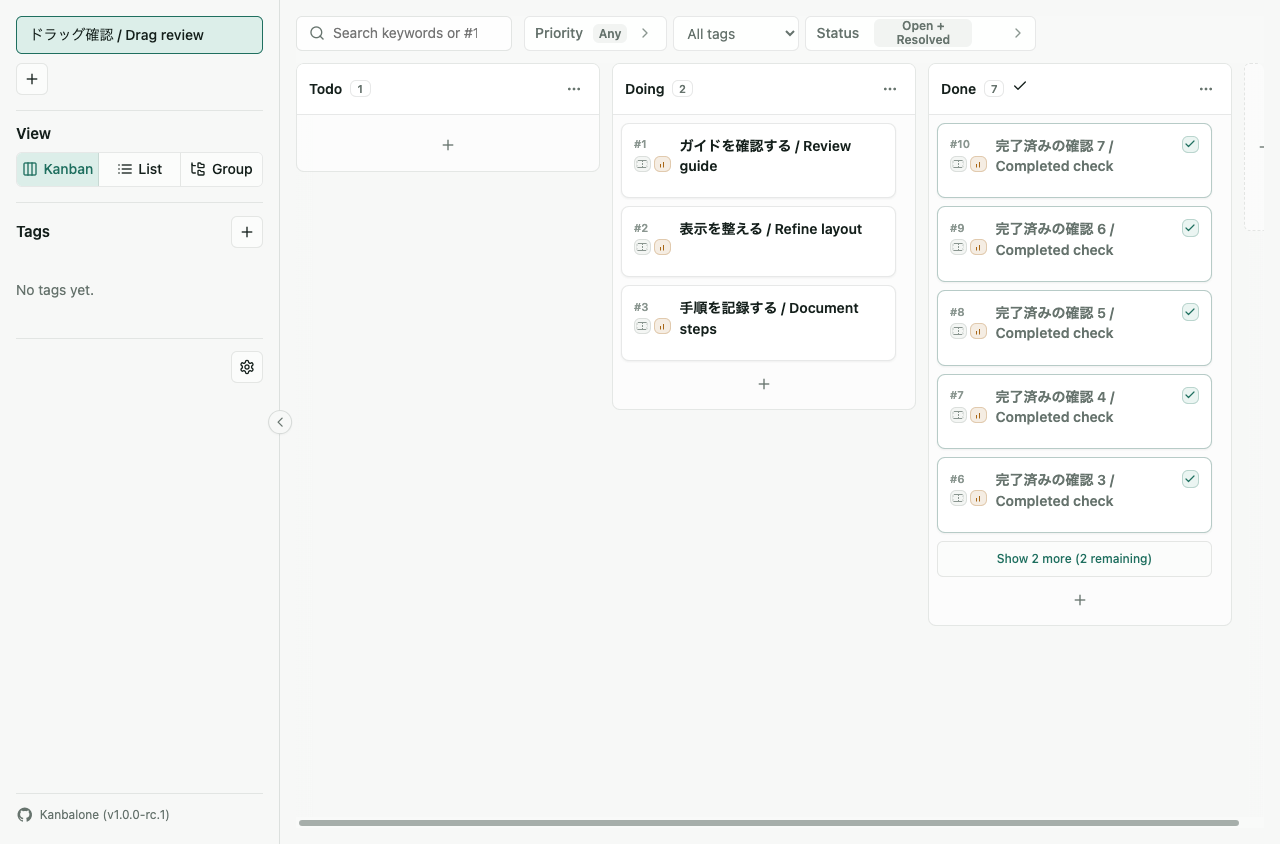 ドラッグ確認 / Drag review
View
Kanban
List
Group
Tags
No tags yet.
Kanbalone (v1.0.0-rc.1)
Search keywords or #1
Priority
Any
All tags
Status
Open +
Resolved
Todo
1
Doing
2
#1
ガイドを確認する / Review
guide
#2
表示を整える / Refine layout
#3
手順を記録する / Document
steps
Done
7
#10
完了済みの確認 7 /
Completed check
#9
完了済みの確認 6 /
Completed check
#8
完了済みの確認 5 /
Completed check
#7
完了済みの確認 4 /
Completed check
#6
完了済みの確認 3 /
Completed check
Show 2 more (2 remaining)